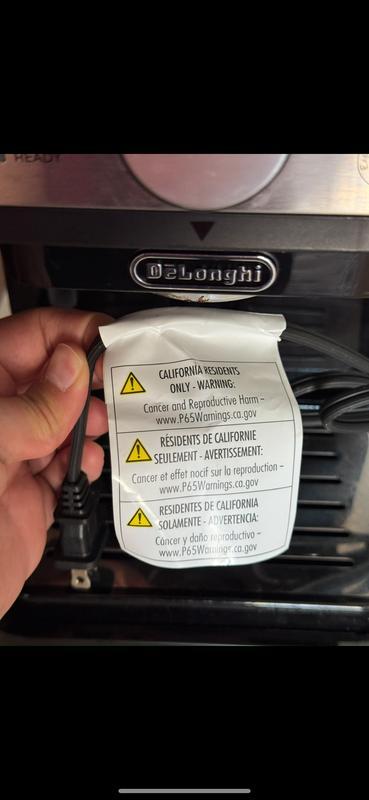 READY
DeLonghi
CALIFORNIA RESIDENTS
ONLY - WARNING:
Cancer and Reproductive Harm –
www.P65Warnings.ca.gov
RÉSIDENTS DE CALIFORNIE
SEULEMENT - AVERTISSEMENT:
Cancer et effet nocif sur la reproduction –
www.P65Warnings.ca.gov
RESIDENTES DE CALIFORNIA
SOLAMENTE - ADVERTENCIA:
Cáncer y daño reproductivo –
www.P65Warnings.ca.gov